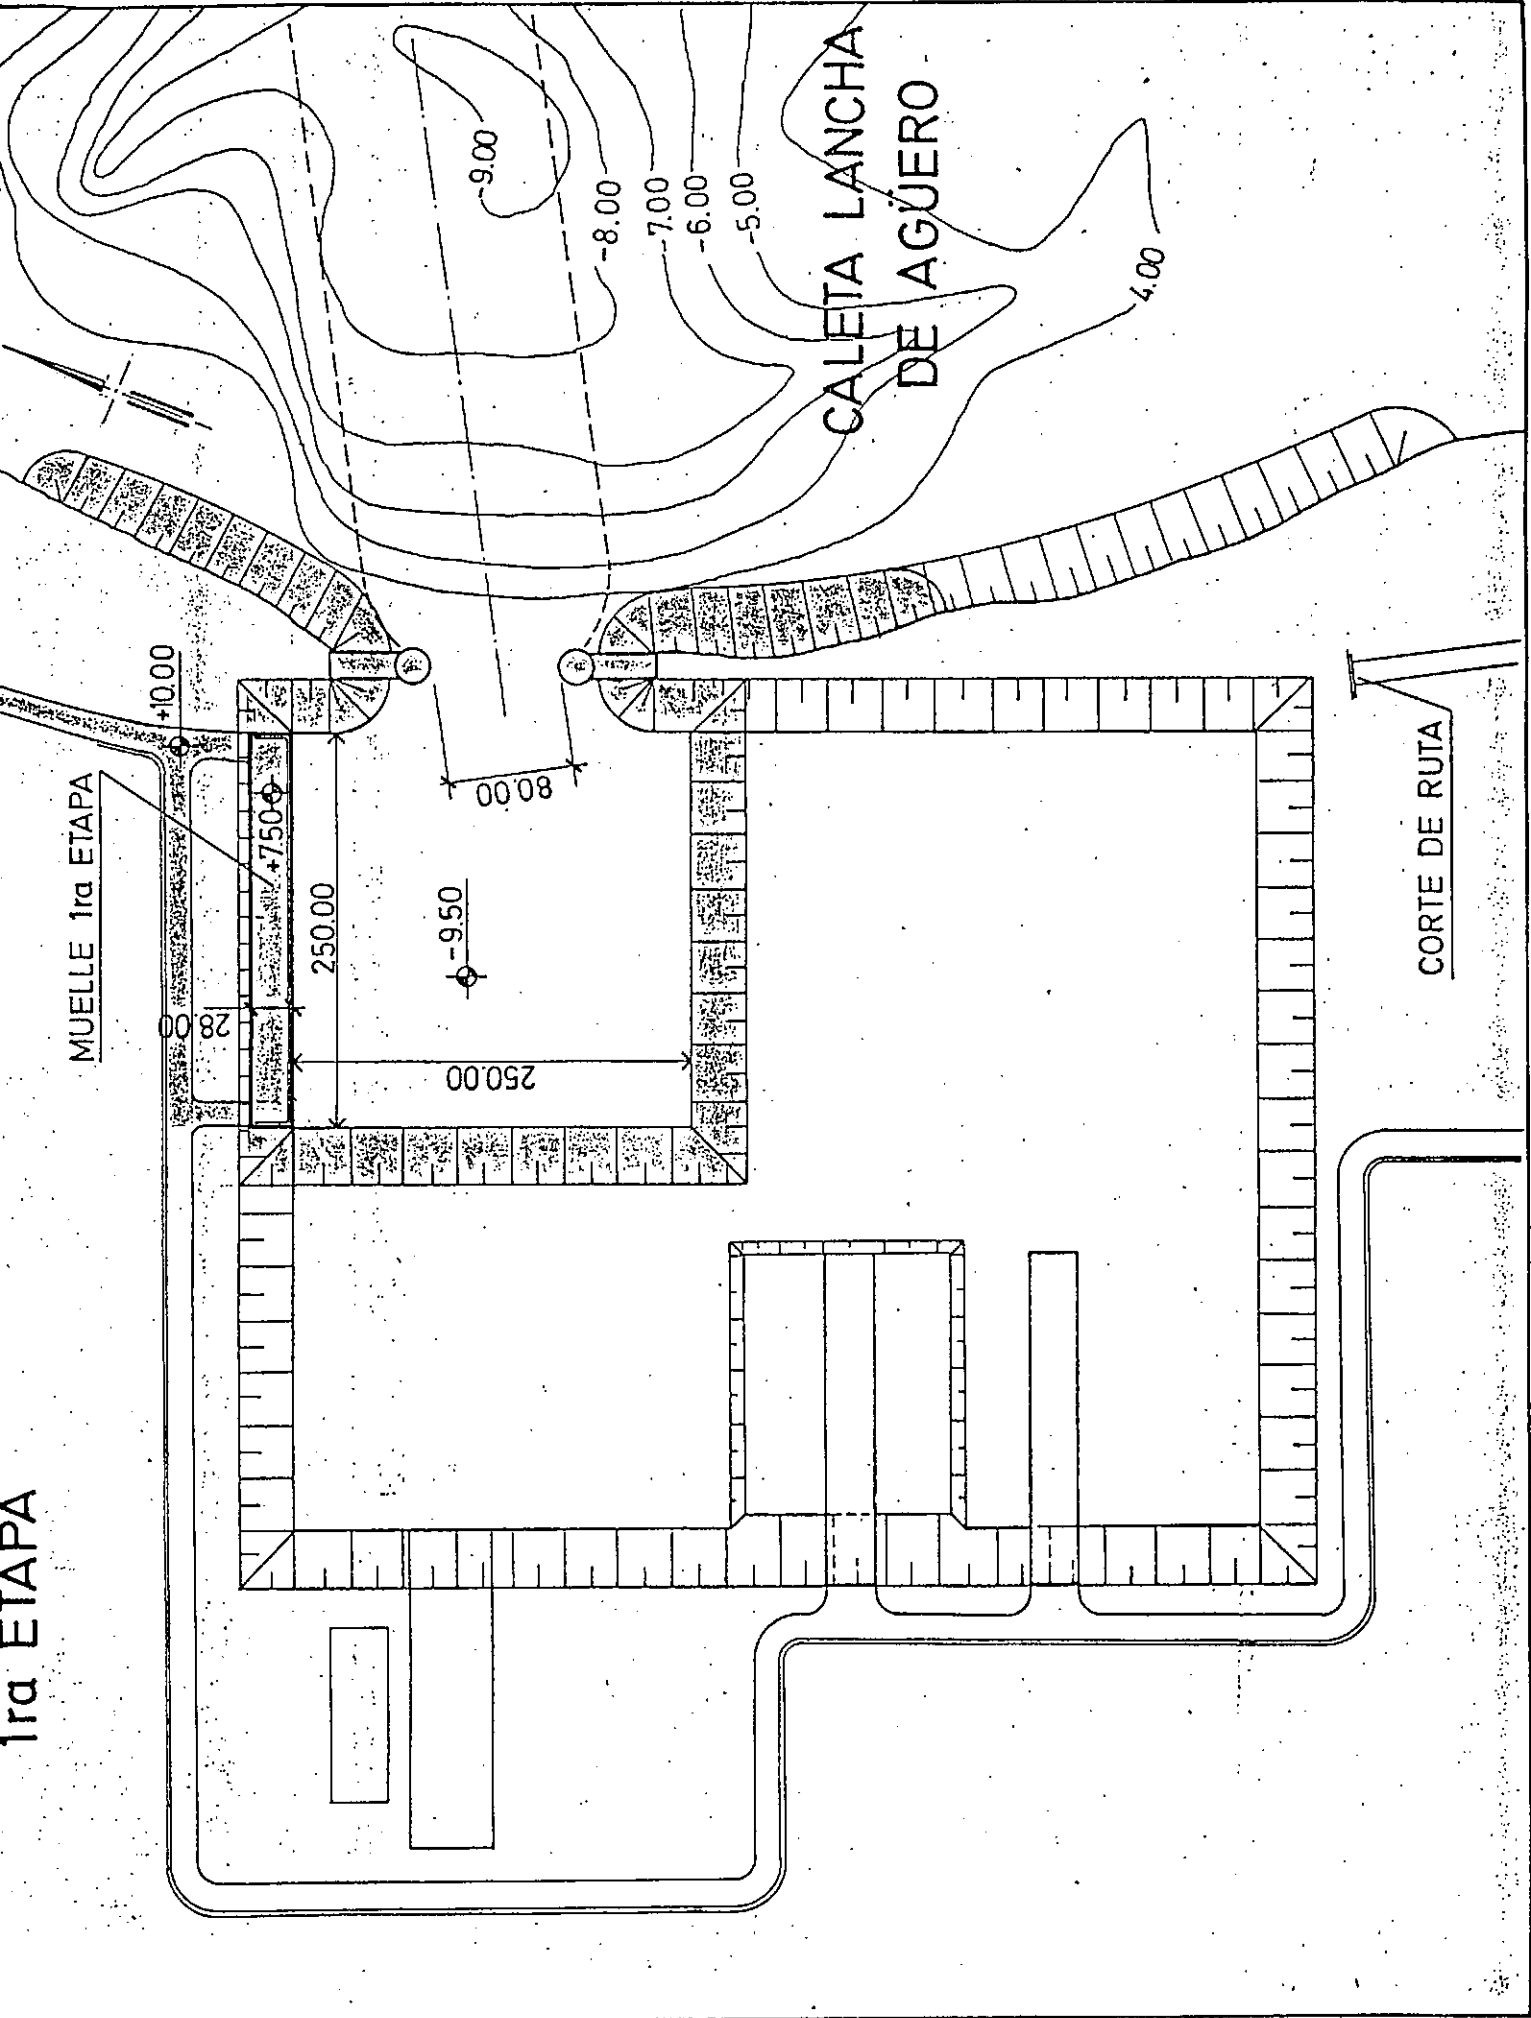 1ra ETAPA
MUELLE 1ra ETAPA
+10.00
+7.50
28.00
250.00
250.00
-9.50
80.00
-9.00
-8.00
-7.00
-6.00
-5.00
4.00
CALETA LANCHA
DE AGÜERO
CORTE DE RUTA